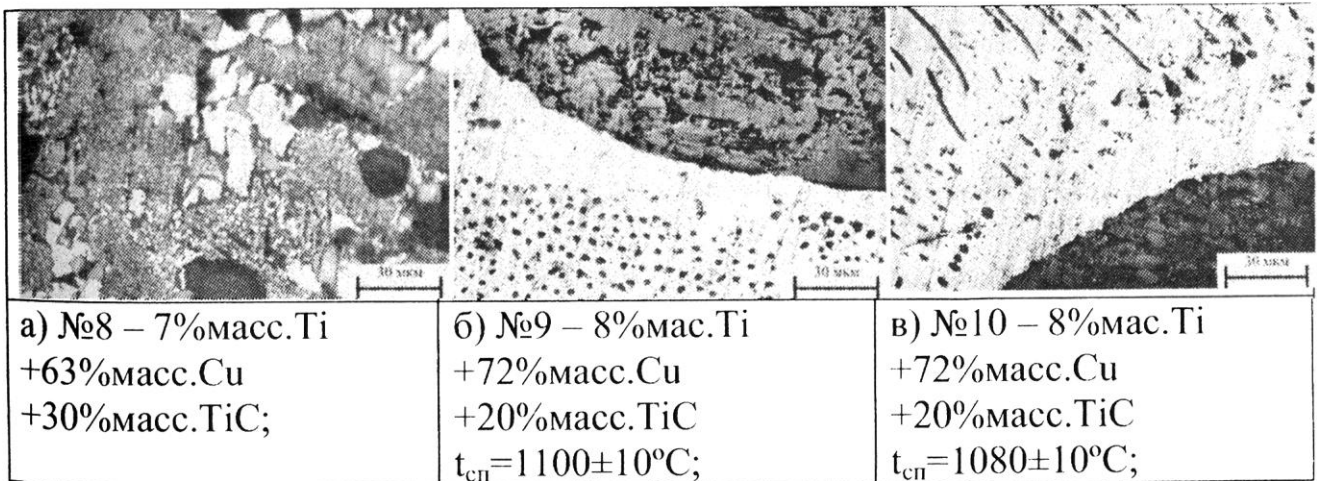 30 мкм
30 мкм
30 мкм
а) №8 – 7%масс.Ti
+63%масс.Cu
+30%масс.TiC;
б) №9 – 8%мас.Ti
+72%масс.Cu
+20%масс.TiC
tсп=1100±10ºC;
в) №10 – 8%мас.Ti
+72%масс.Cu
+20%масс.TiC
tсп=1080±10ºC;